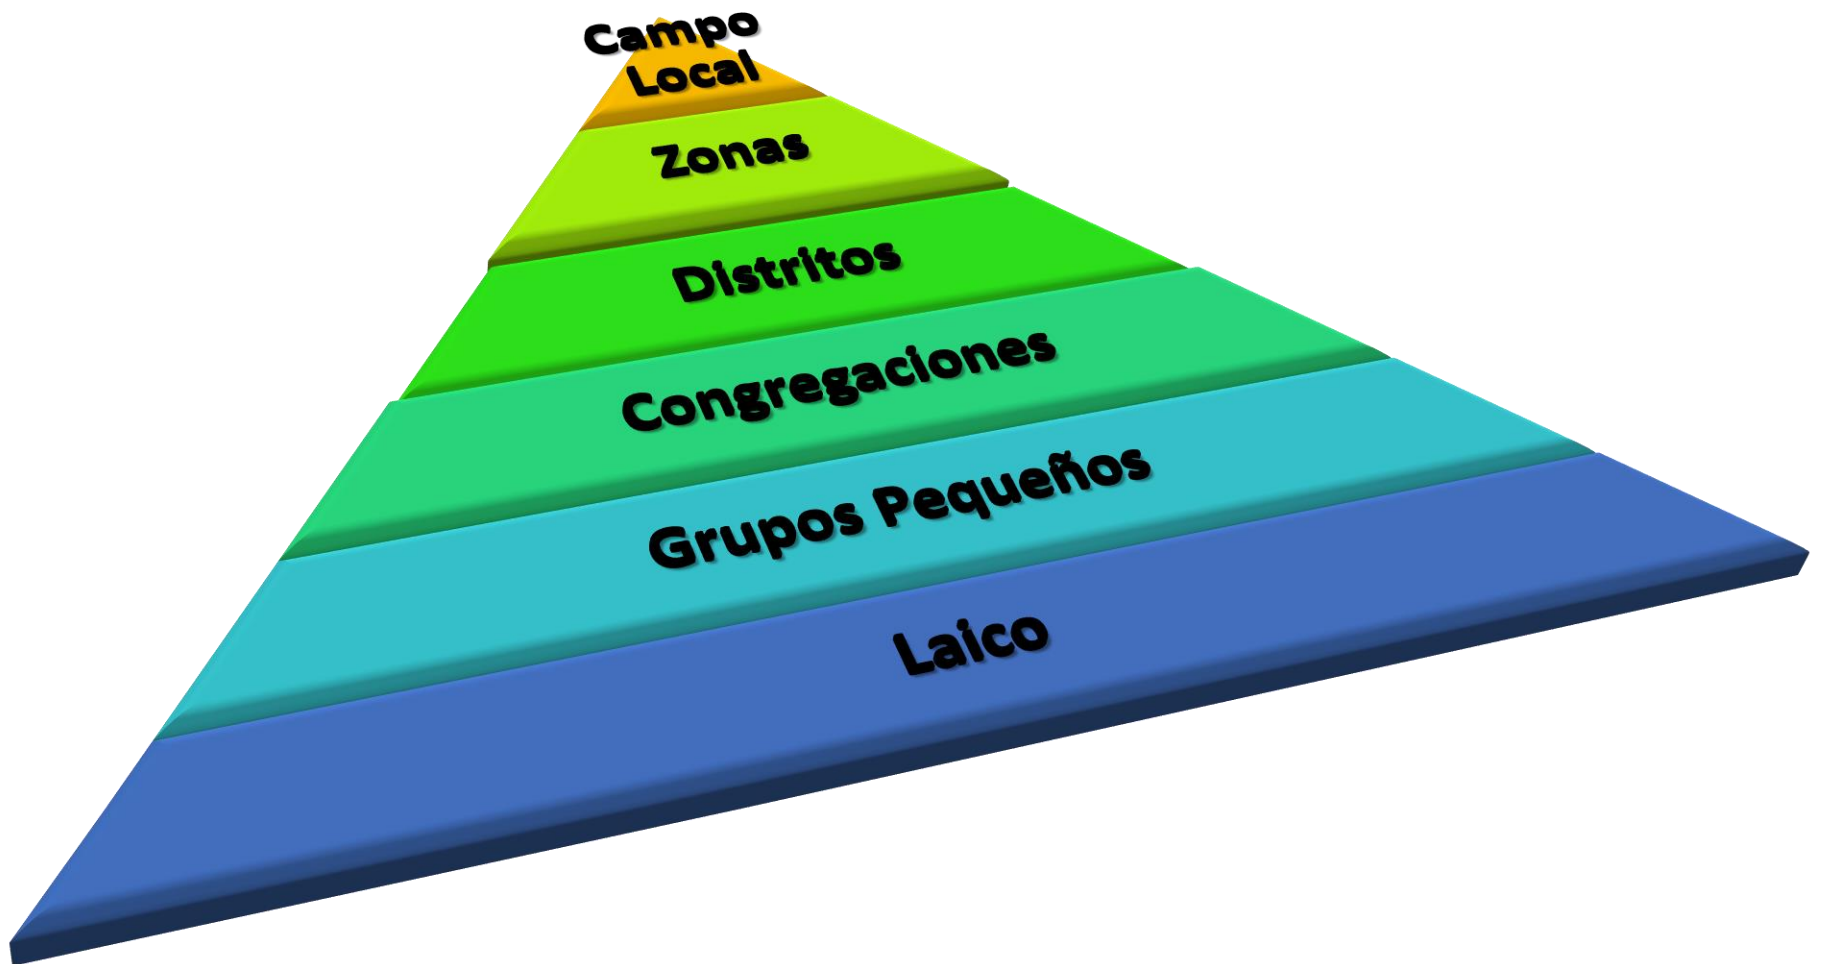 Campo
Local
Zonas
Distritos
Congregaciones
Grupos Pequeños
Laico